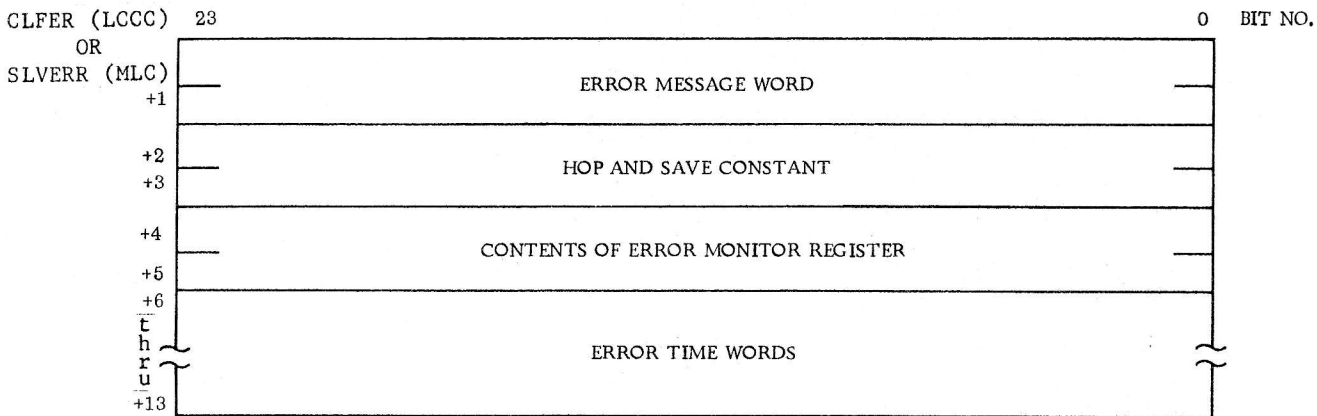 CLFER (LCCC) 23 0 BIT NO.
OR
SLVERR (MLC)
ERROR MESSAGE WORD
+1
+2
HOP AND SAVE CONSTANT
+3
+4
CONTENTS OF ERROR MONITOR REGISTER
+5
+6
thru
ERROR TIME WORDS
+13